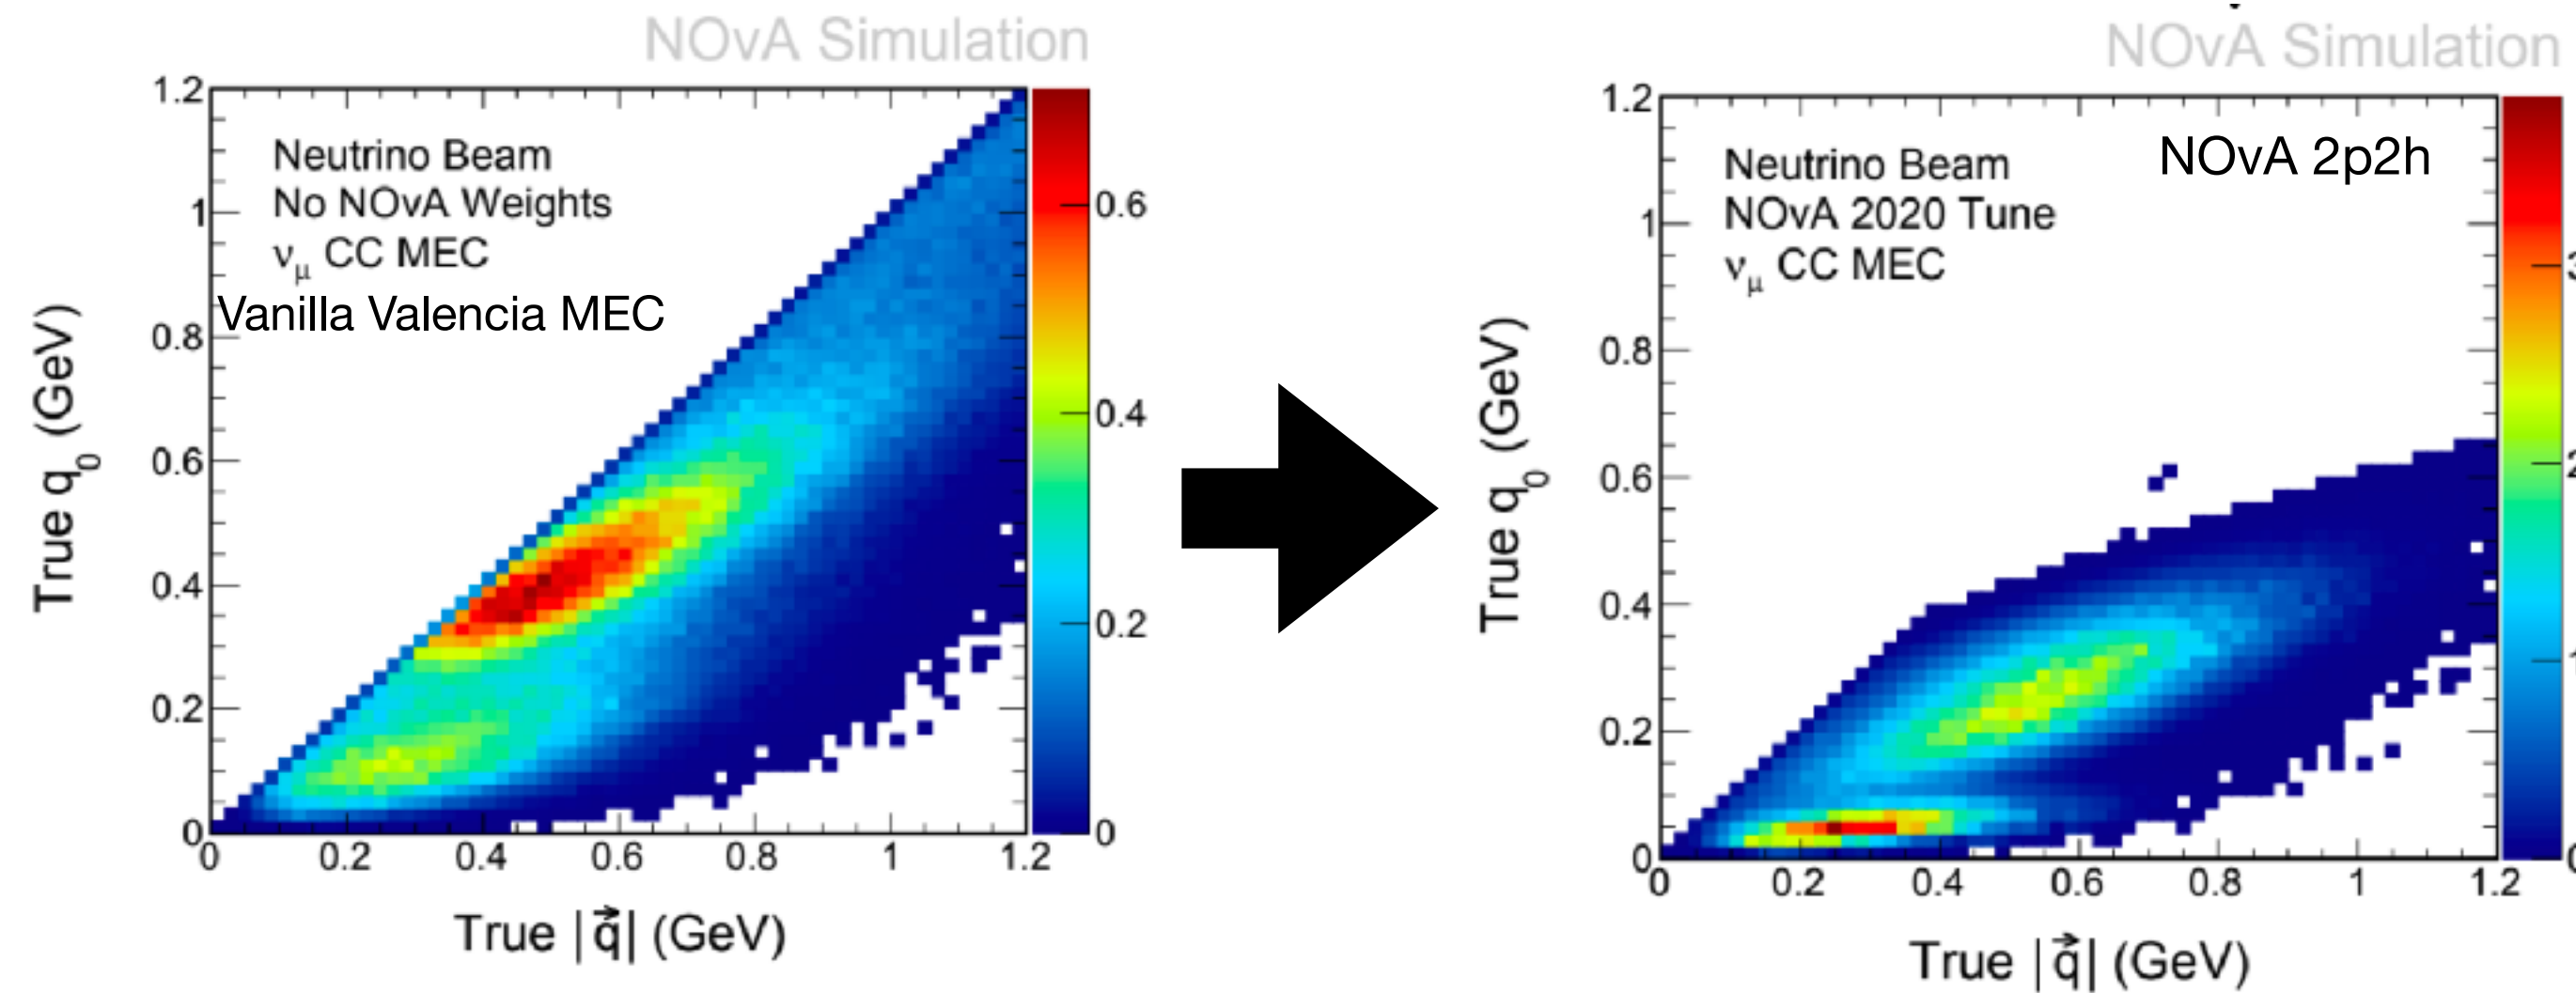 NOvA Simulation
1.2
1
0.8
0.6
0.4
0.2
0
Neutrino Beam
No NOvA Weights
νμ CC MEC
Vanilla Valencia MEC
True q0 (GeV)
0 0.2 0.4 0.6 0.8 1 1.2
True |q⃗| (GeV)
0.6
0.4
0.2
0
NOvA Simulation
1.2
1
0.8
0.6
0.4
0.2
0
Neutrino Beam
NOvA 2020 Tune
νμ CC MEC
NOvA 2p2h
True q0 (GeV)
0 0.2 0.4 0.6 0.8 1 1.2
True |q⃗| (GeV)